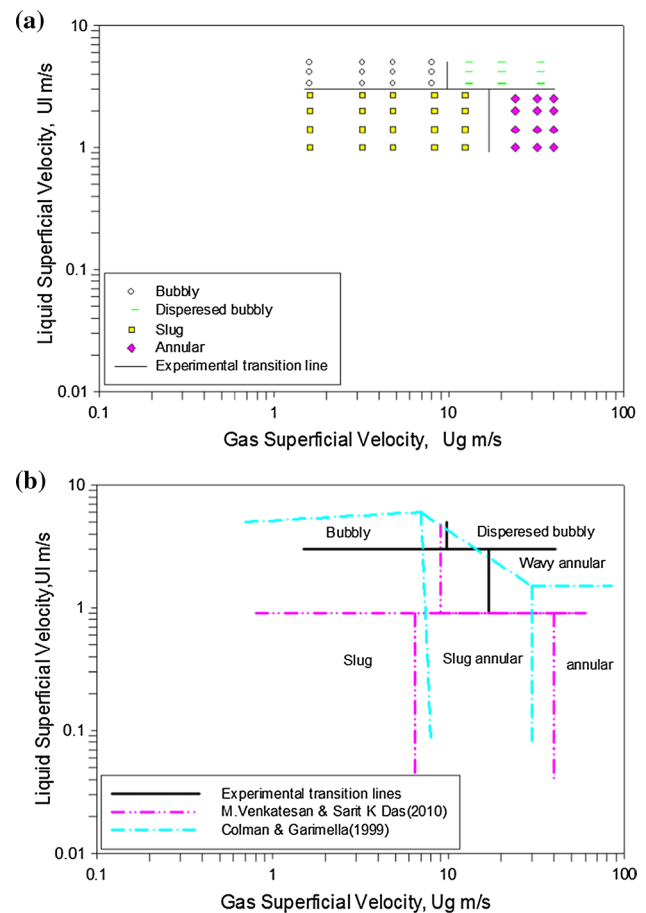 (a)
10
1
0.1
0.01
Liquid Superficial Velocity, Ul m/s
Bubbly
Disperesed bubbly
Slug
Annular
Experimental transition line
0.1
1
10
100
Gas Superficial Velocity, Ug m/s
(b)
10
1
0.1
0.01
Liquid Superficial Velocity,Ul m/s
Bubbly
Disperesed bubbly
Wavy annular
Slug
Slug annular
annular
Experimental transition lines
M.Venkatesan & Sarit K Das(2010)
Colman & Garimella(1999)
0.1
1
10
100
Gas Superficial Velocity, Ug m/s